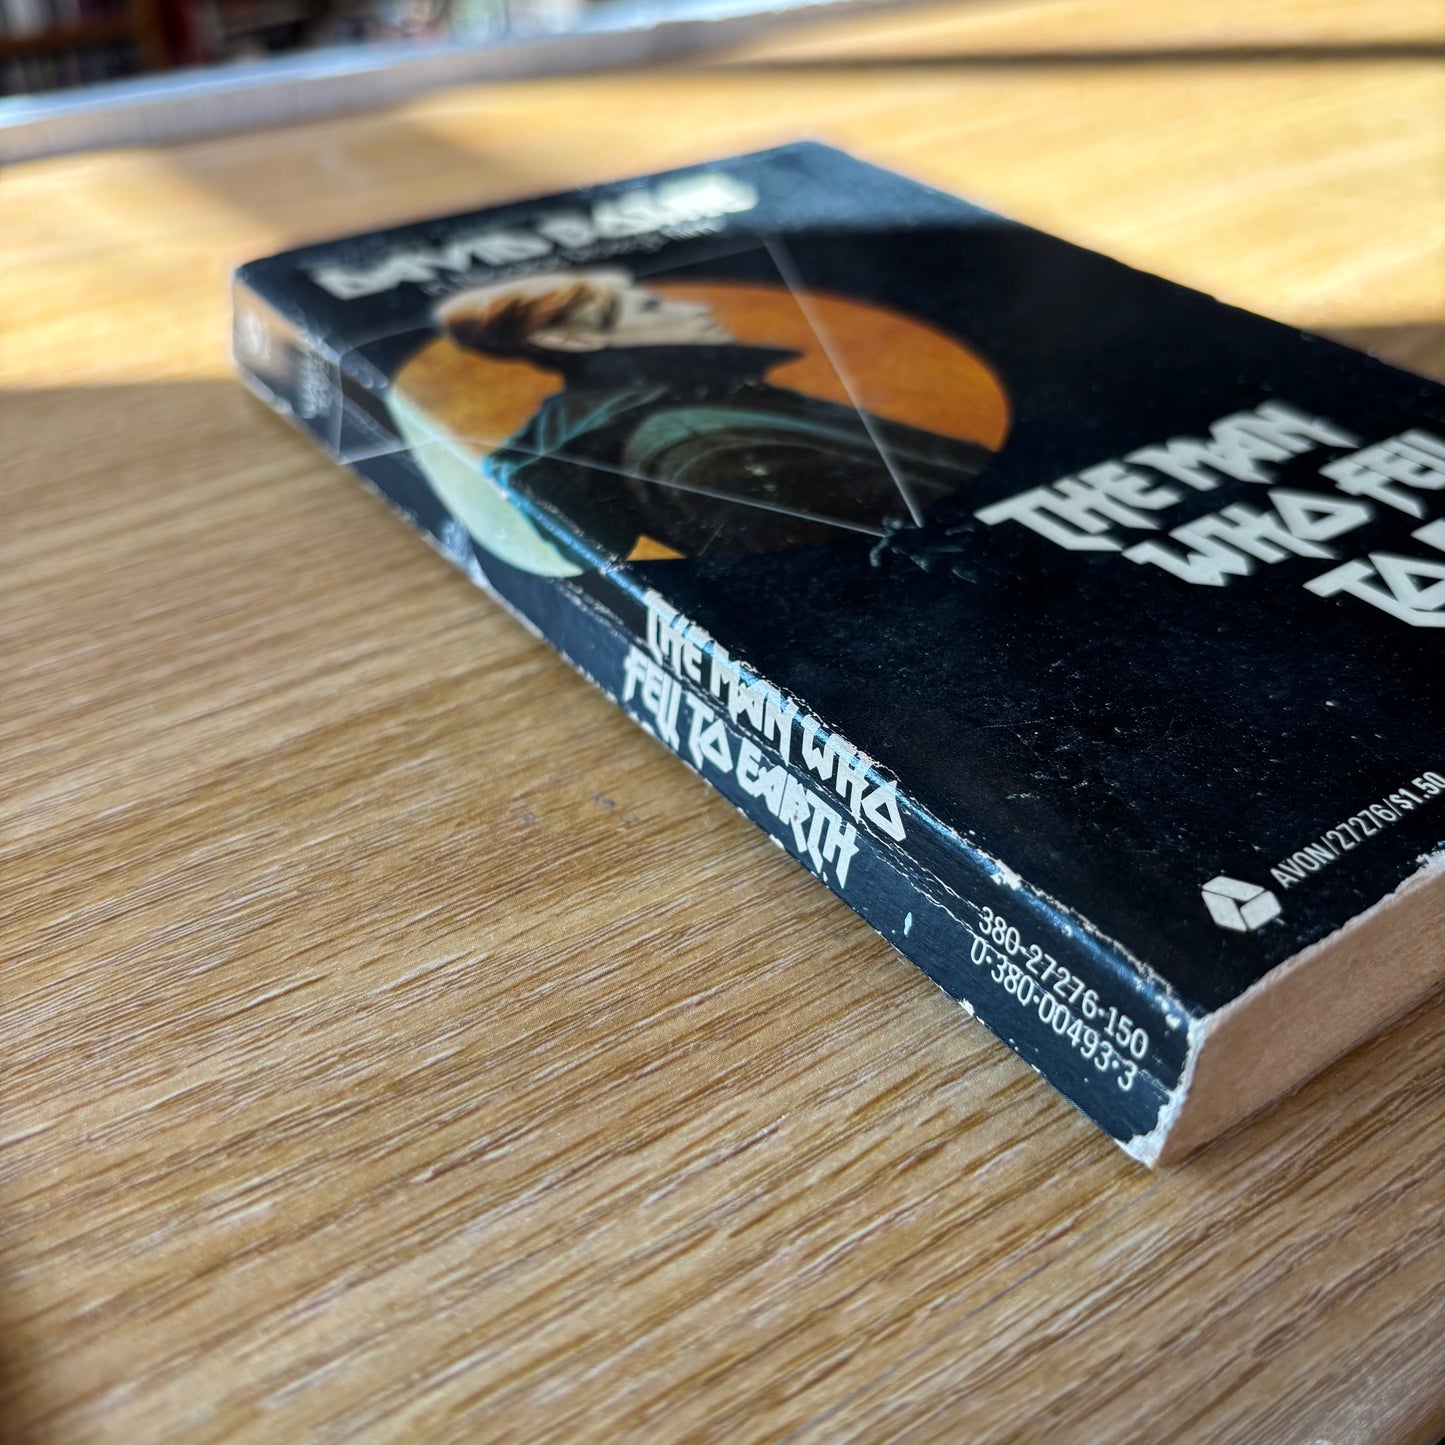 DAVID BOWIE
THE MAN
WHO FELL
TO
AVON/27276/$1.50
THE MAN WHO
FELL TO EARTH
380-27276-150
0-380-00493-3